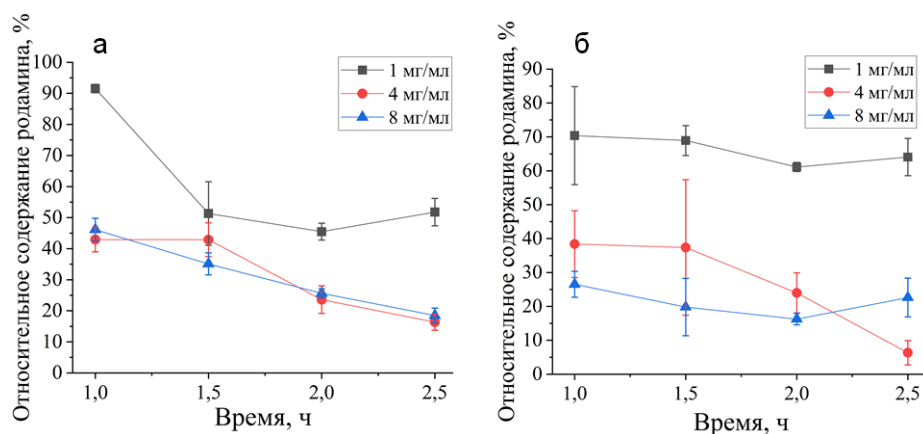 а
Относительное содержание родамина, %
100
90
80
70
60
50
40
30
20
10
0
1,0 1,5 2,0 2,5
Время, ч
1 мг/мл
4 мг/мл
8 мг/мл
б
Относительное содержание родамина, %
90
80
70
60
50
40
30
20
10
0
1,0 1,5 2,0 2,5
Время, ч
1 мг/мл
4 мг/мл
8 мг/мл